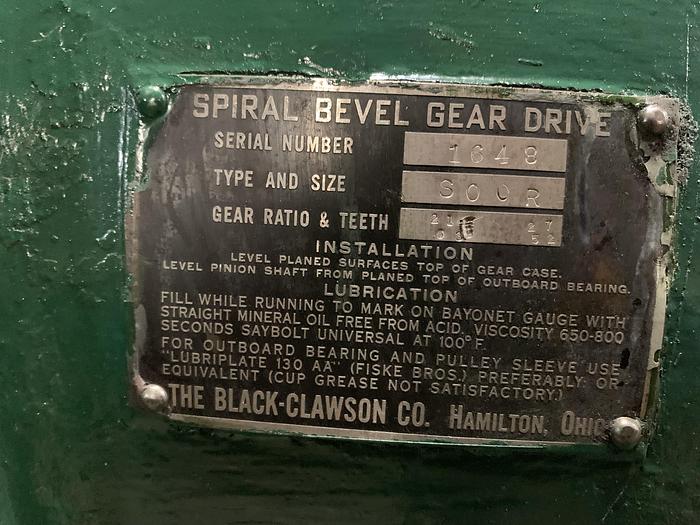 SPIRAL BEVEL GEAR DRIVE
SERIAL NUMBER 1648
TYPE AND SIZE
GEAR RATIO & TEETH 27
52
INSTALLATION
LEVEL PLANED SURFACES TOP OF GEAR CASE.
LEVEL PINION SHAFT FROM PLANED TOP OF OUTBOARD BEARING.
LUBRICATION
FILL WHILE RUNNING TO MARK ON BAYONET GAUGE WITH
STRAIGHT MINERAL OIL FREE FROM ACID. VISCOSITY 650-800
SECONDS SAYBOLT UNIVERSAL AT 100° F.
FOR OUTBOARD BEARING AND PULLEY SLEEVE USE
"LUBRIPLATE 130 AA" (FISKE BROS.) PREFERABLY OR
EQUIVALENT (CUP GREASE NOT SATISFACTORY)
THE BLACK-CLAWSON CO. HAMILTON, OHIO